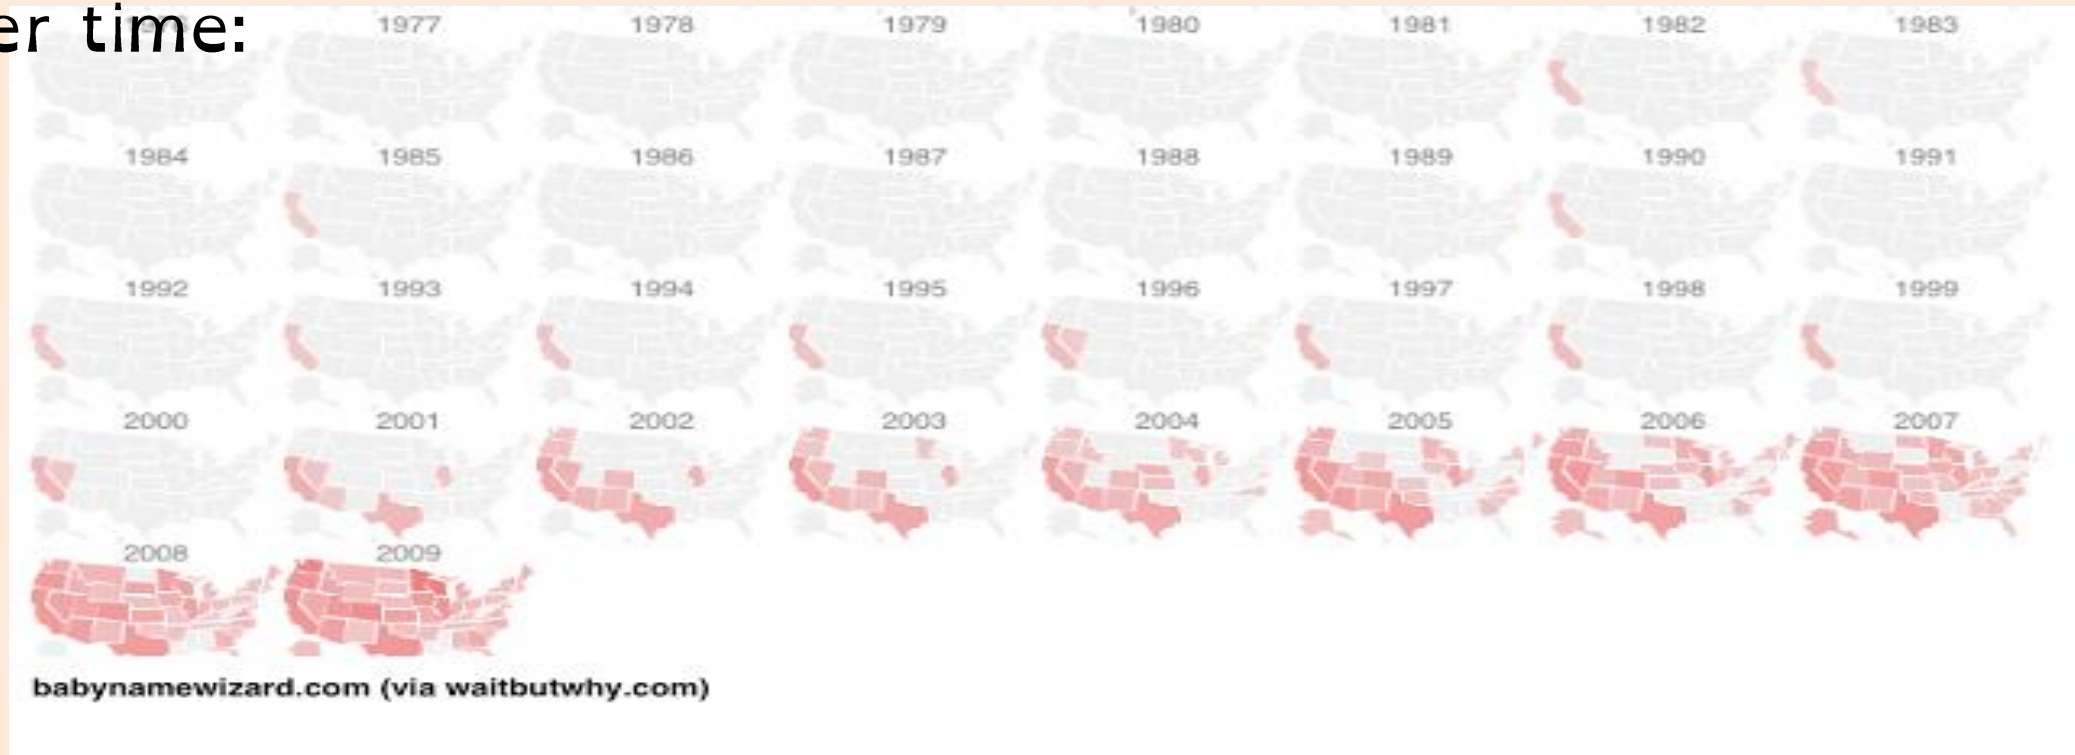 er time:
1977 1978 1979 1980 1981 1982 1983
1984 1985 1986 1987 1988 1989 1990 1991
1992 1993 1994 1995 1996 1997 1998 1999
2000 2001 2002 2003 2004 2005 2006 2007
2008 2009
babynamewizard.com (via waitbutwhy.com)